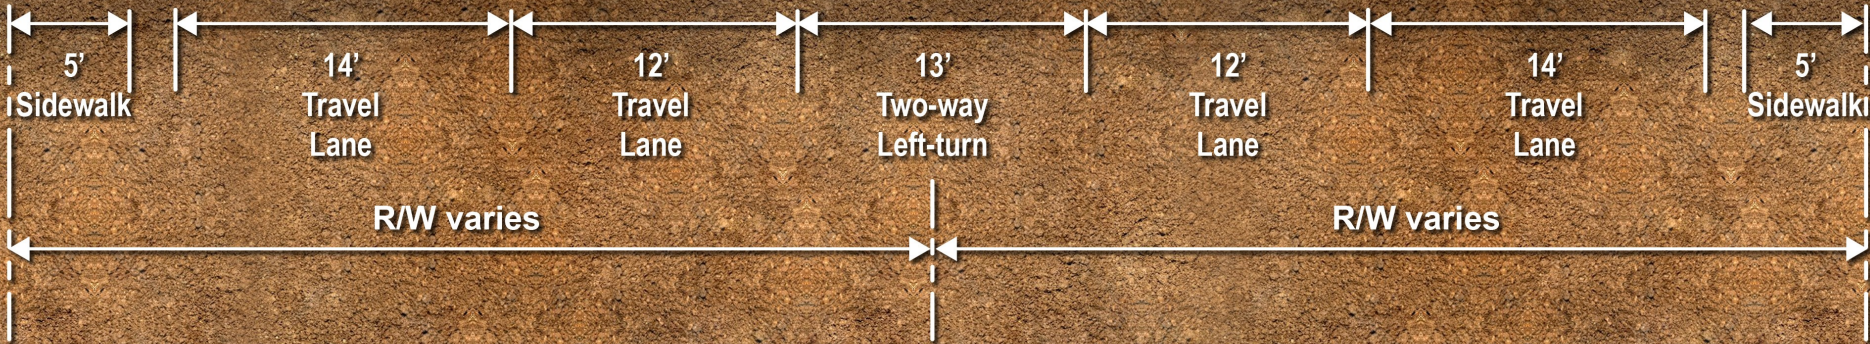 5’
Sidewalk
14’
Travel
Lane
12’
Travel
Lane
13’
Two-way
Left-turn
12’
Travel
Lane
14’
Travel
Lane
5’
Sidewalk
R/W varies
R/W varies